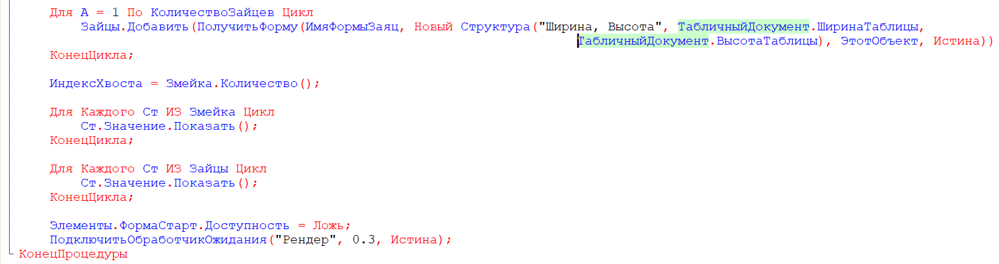 Для А = 1 По КоличествоЗайцев Цикл
Зайцы.Добавить(ПолучитьФорму(ИмяФормыЗаяц, Новый Структура("Ширина, Высота", ТабличныйДокумент.ШиринаТаблицы,
ТабличныйДокумент.ВысотаТаблицы), ЭтотОбъект, Истина))
КонецЦикла;
ИндексХвоста = Змейка.Количество();
Для Каждого Ст ИЗ Змейка Цикл
Ст.Значение.Показать();
КонецЦикла;
Для Каждого Ст ИЗ Зайцы Цикл
Ст.Значение.Показать();
КонецЦикла;
Элементы.ФормаСтарт.Доступность = Ложь;
ПодключитьОбработчикОжидания("Рендер", 0.3, Истина);
КонецПроцедуры